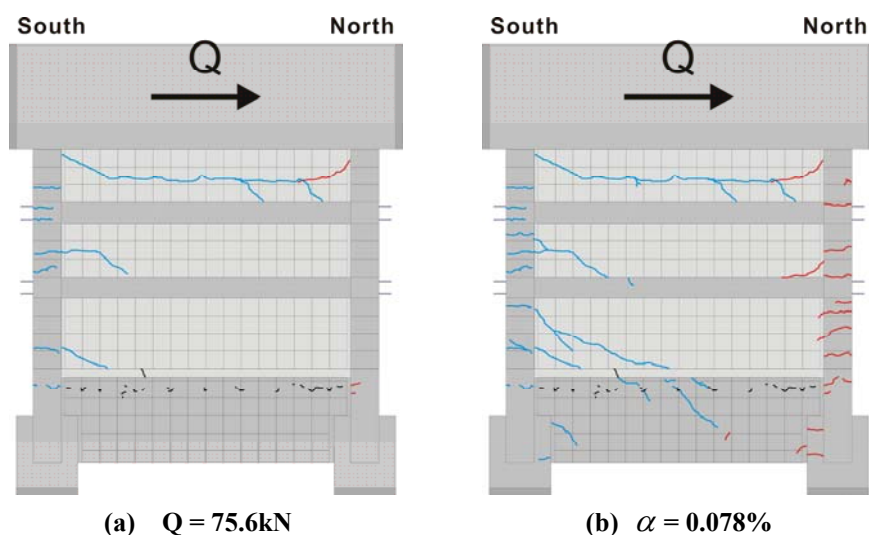 South North South North
Q Q
(a) Q = 75.6kN (b) α = 0.078%